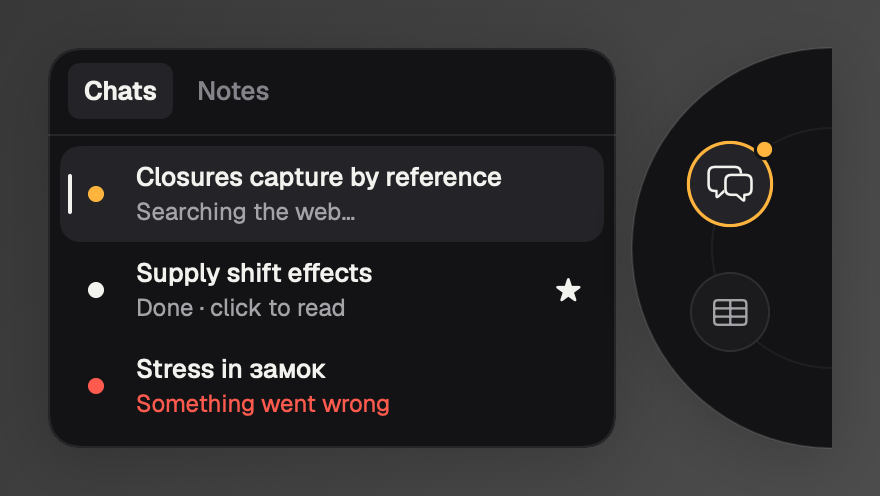 Chats
Notes
Closures capture by reference
Searching the web…
Supply shift effects
Done · click to read
Stress in замок
Something went wrong